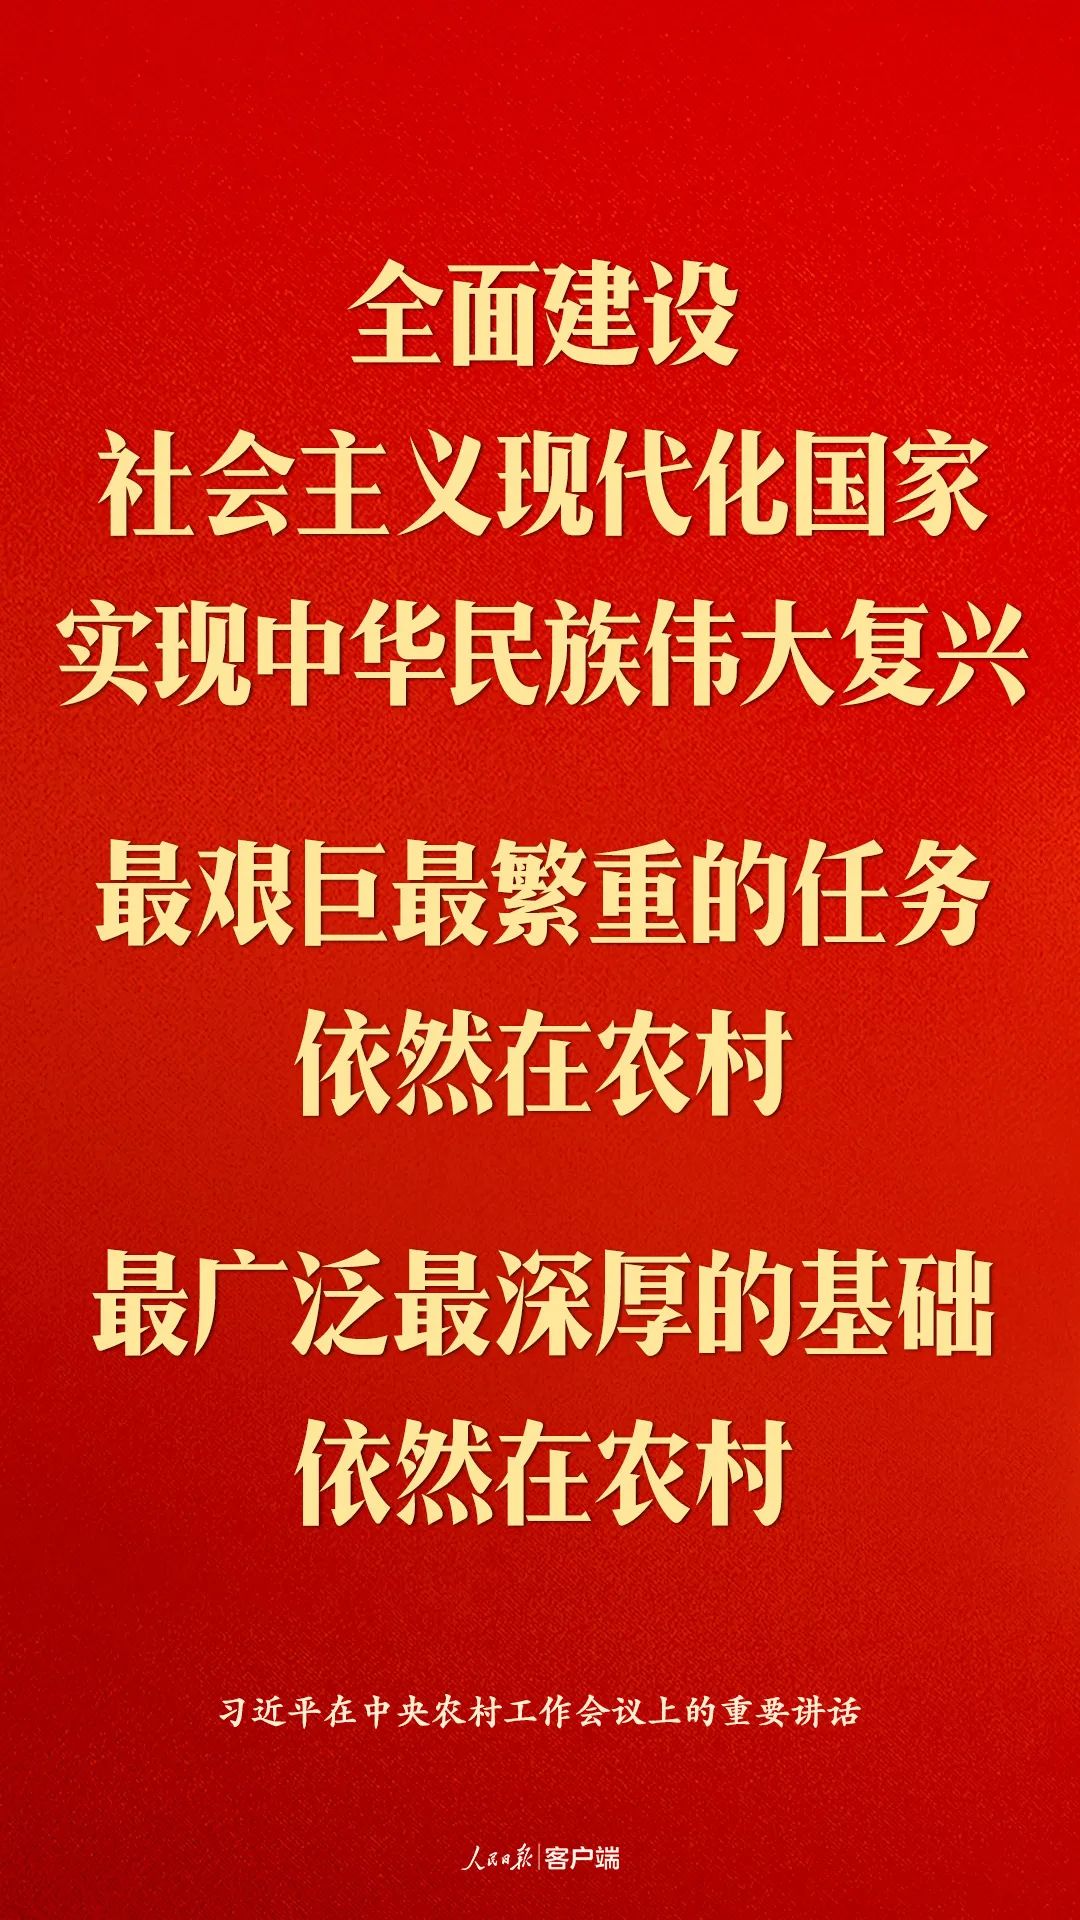 全面建设
社会主义现代化国家
实现中华民族伟大复兴
最艰巨最繁重的任务
依然在农村
最广泛最深厚的基础
依然在农村
习近平在中央农村工作会议上的重要讲话
人民日报|客户端